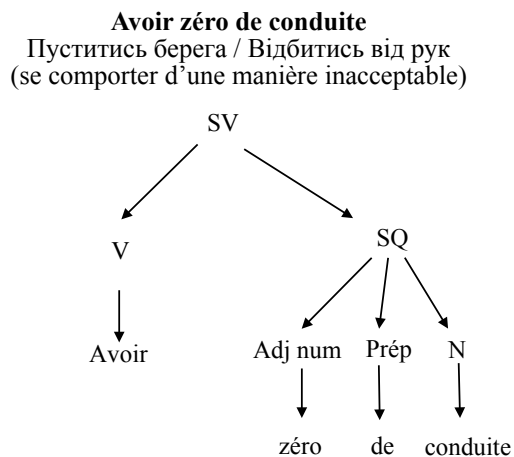 Avoir zéro de conduite
Пуститись берега / Відбитись від рук
(se comporter d’une manière inacceptable)
SV
V SQ
Avoir Adj num Prép N
zéro de conduite